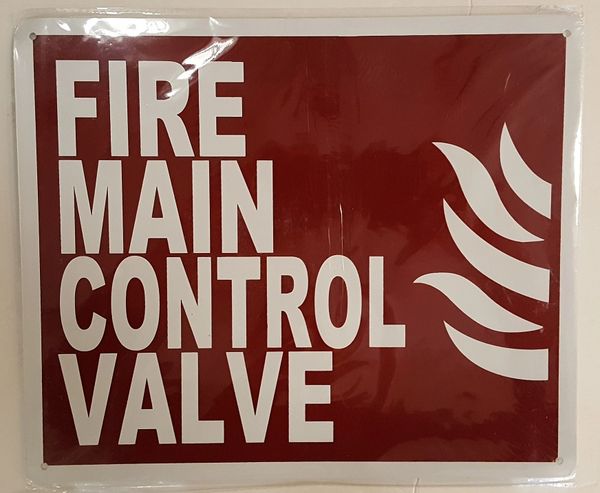 FIRE
MAIN
CONTROL
VALVE